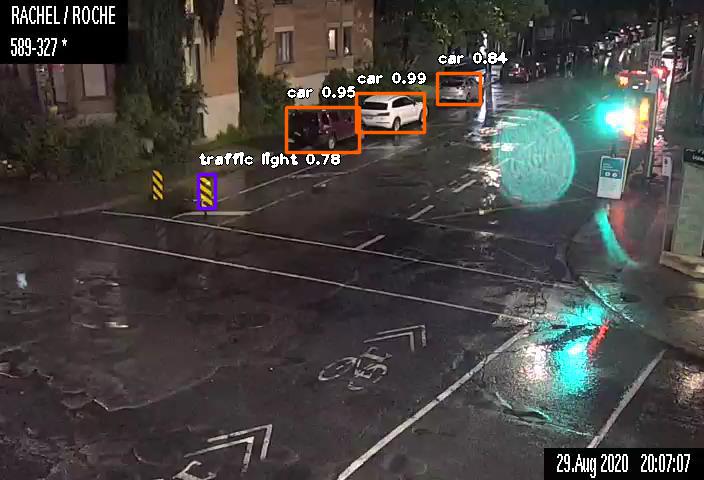 RACHEL / ROCHE
589-327 *
car 0.84
car 0.99
car 0.95
traffic light 0.78
29.Aug 2020 20:07:07